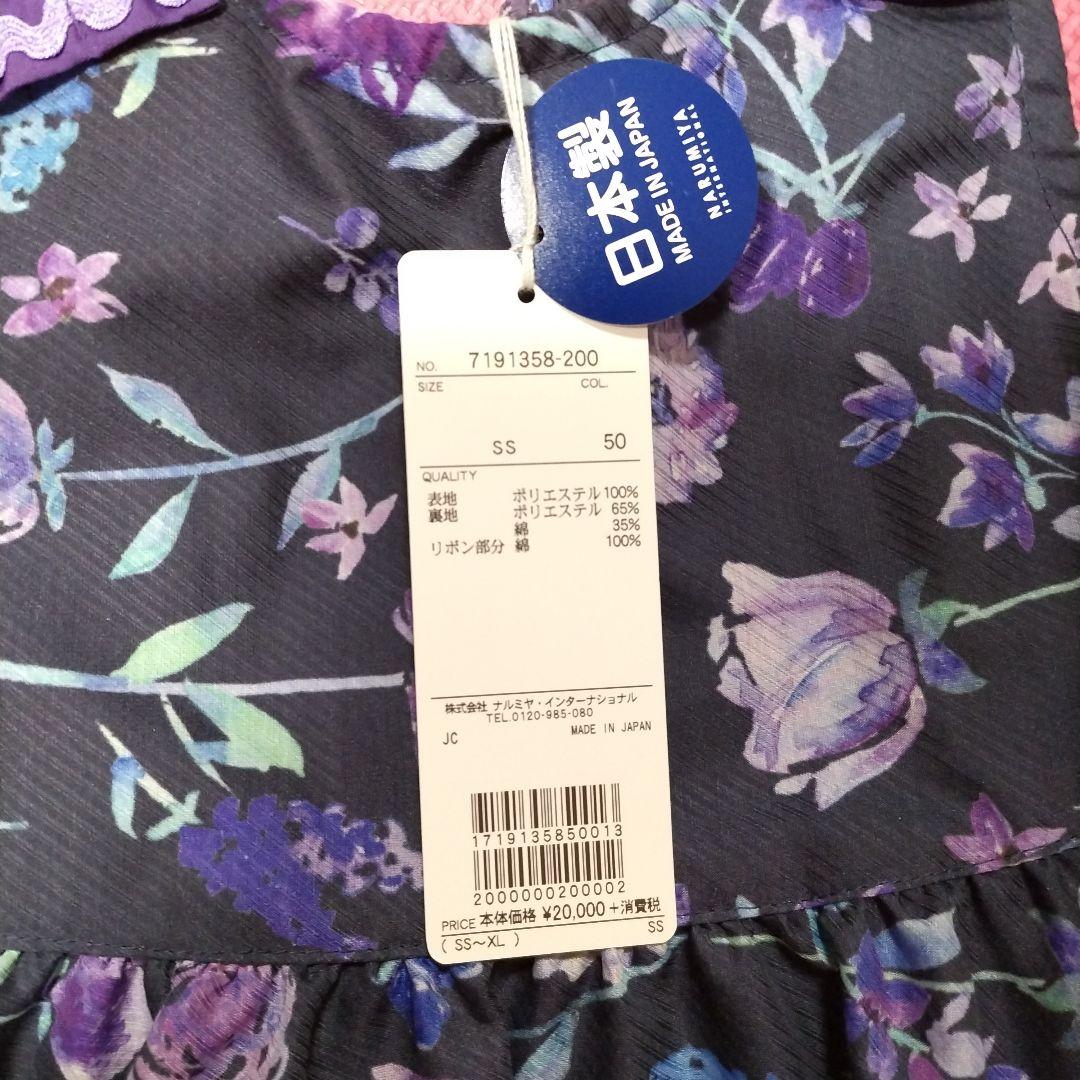 日本製
MADE IN JAPAN
NARUMIYA
INTERNATIONAL
NO. 7191358-200
SIZE COL.
SS 50
QUALITY
表地 ポリエステル100%
裏地 ポリエステル 65%
綿 35%
リボン部分 綿 100%
株式会社 ナルミヤ・インターナショナル
TEL.0120-985-080
JC MADE IN JAPAN
1719135850013
2000000200002
PRICE 本体価格 ¥20,000+消費税
( SS~XL ) SS